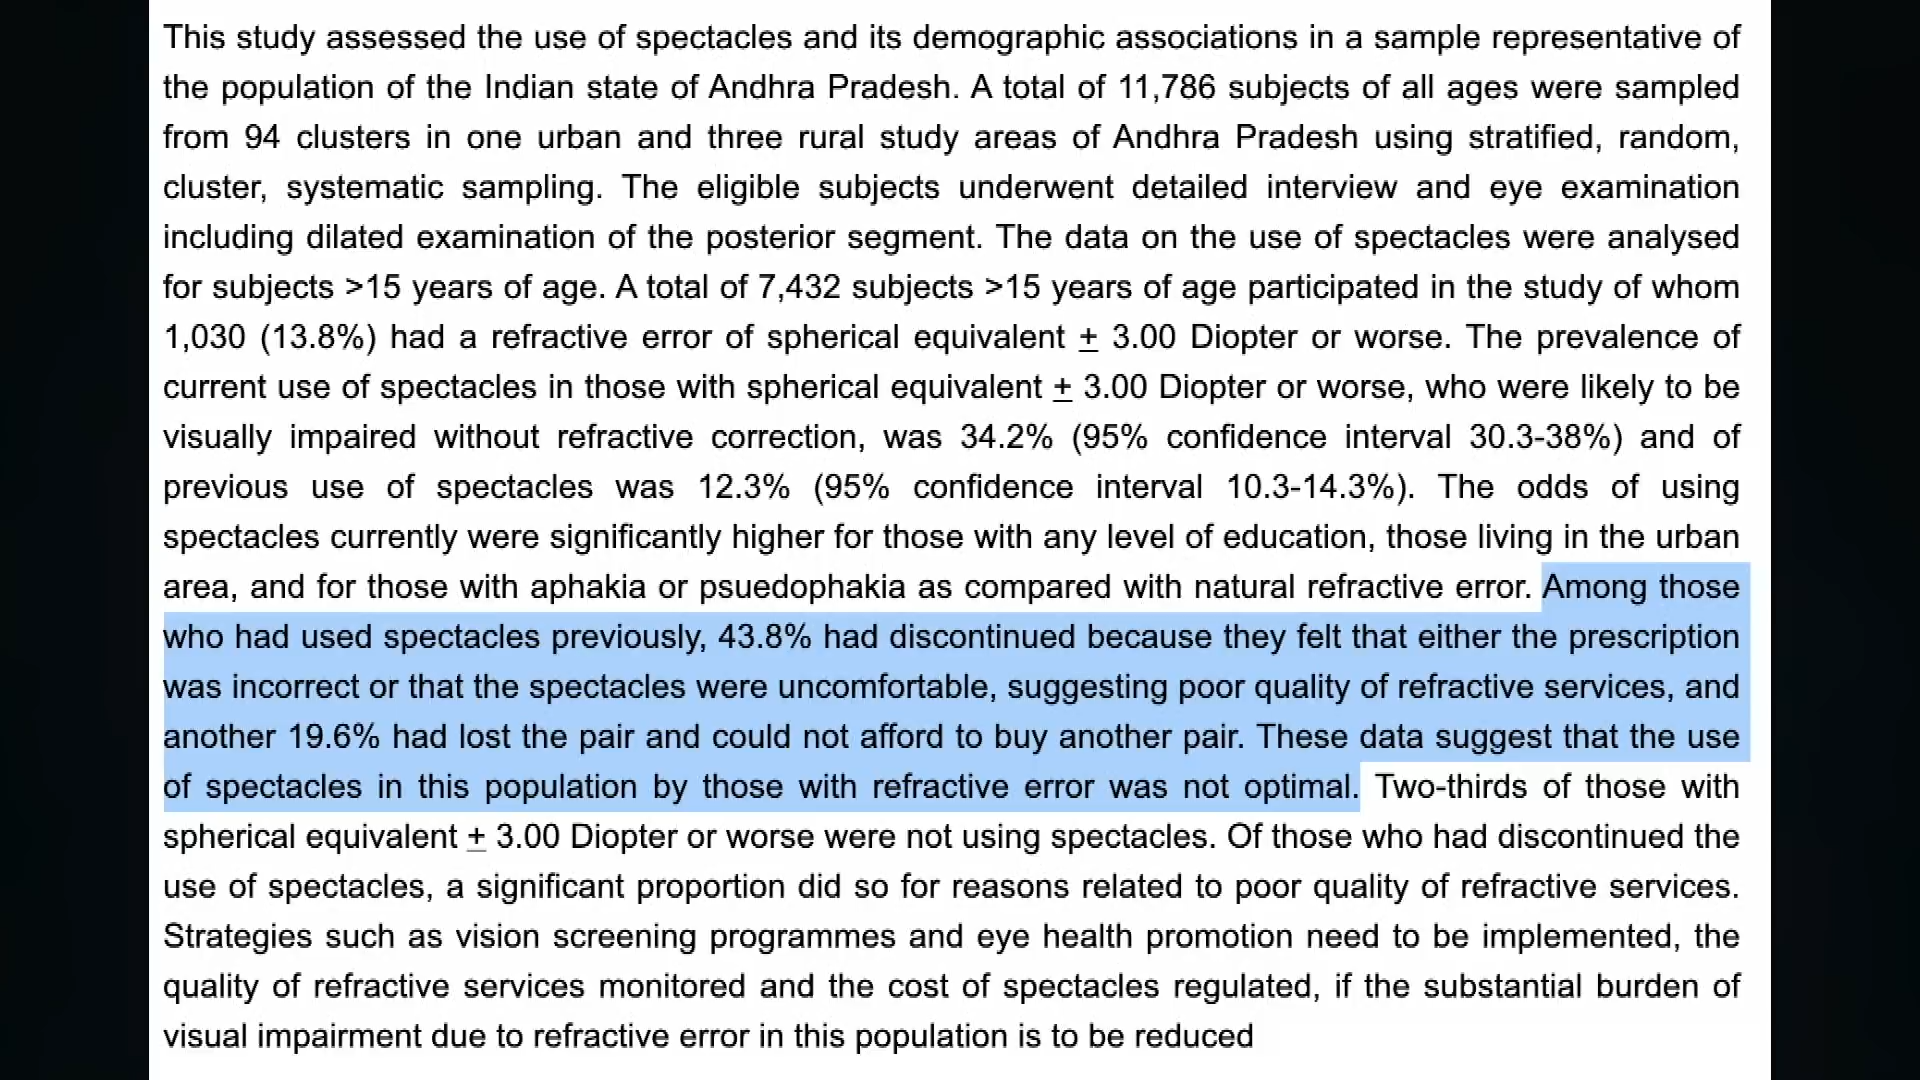 This study assessed the use of spectacles and its demographic associations in a sample representative of
the population of the Indian state of Andhra Pradesh. A total of 11,786 subjects of all ages were sampled
from 94 clusters in one urban and three rural study areas of Andhra Pradesh using stratified, random,
cluster, systematic sampling. The eligible subjects underwent detailed interview and eye examination
including dilated examination of the posterior segment. The data on the use of spectacles were analysed
for subjects >15 years of age. A total of 7,432 subjects >15 years of age participated in the study of whom
1,030 (13.8%) had a refractive error of spherical equivalent ± 3.00 Diopter or worse. The prevalence of
current use of spectacles in those with spherical equivalent ± 3.00 Diopter or worse, who were likely to be
visually impaired without refractive correction, was 34.2% (95% confidence interval 30.3-38%) and of
previous use of spectacles was 12.3% (95% confidence interval 10.3-14.3%). The odds of using
spectacles currently were significantly higher for those with any level of education, those living in the urban
area, and for those with aphakia or psuedophakia as compared with natural refractive error. Among those
who had used spectacles previously, 43.8% had discontinued because they felt that either the prescription
was incorrect or that the spectacles were uncomfortable, suggesting poor quality of refractive services, and
another 19.6% had lost the pair and could not afford to buy another pair. These data suggest that the use
of spectacles in this population by those with refractive error was not optimal. Two-thirds of those with
spherical equivalent ± 3.00 Diopter or worse were not using spectacles. Of those who had discontinued the
use of spectacles, a significant proportion did so for reasons related to poor quality of refractive services.
Strategies such as vision screening programmes and eye health promotion need to be implemented, the
quality of refractive services monitored and the cost of spectacles regulated, if the substantial burden of
visual impairment due to refractive error in this population is to be reduced